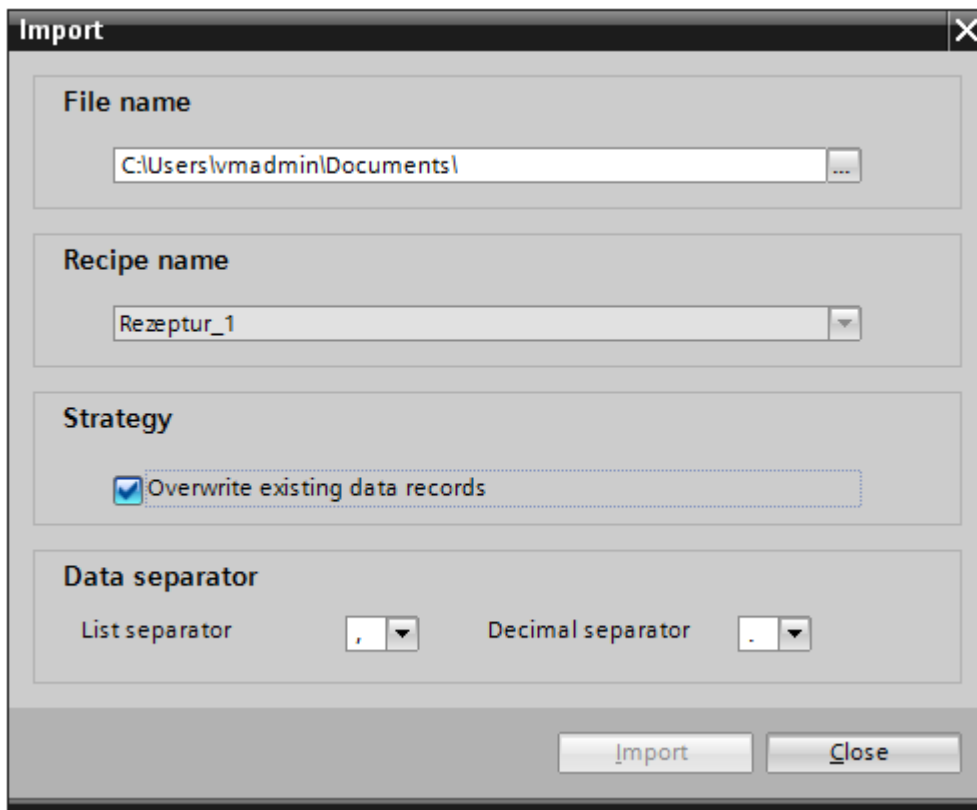 Import
File name
C:\Users\vmadmin\Documents\
...
Recipe name
Rezeptur_1
Strategy
Overwrite existing data records
Data separator
List separator , Decimal separator .
Import Close